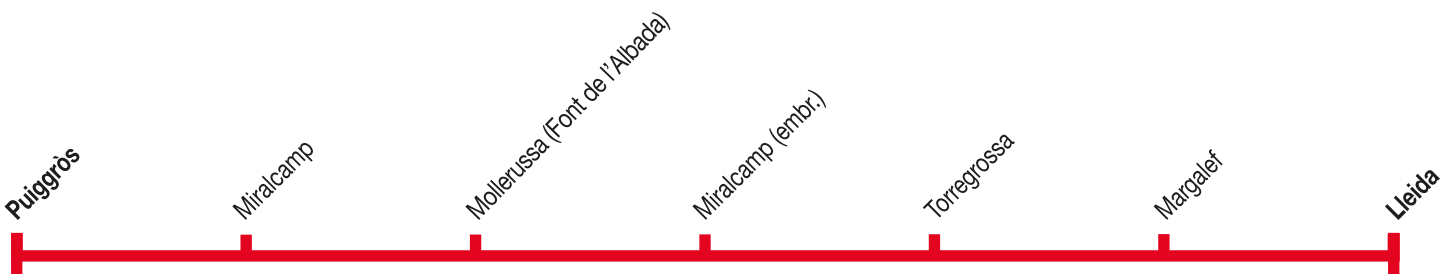 Puiggròs
Miralcamp
Mollerussa (Font de l'Albada)
Miralcamp (embr.)
Torregrossa
Margalef
Lleida